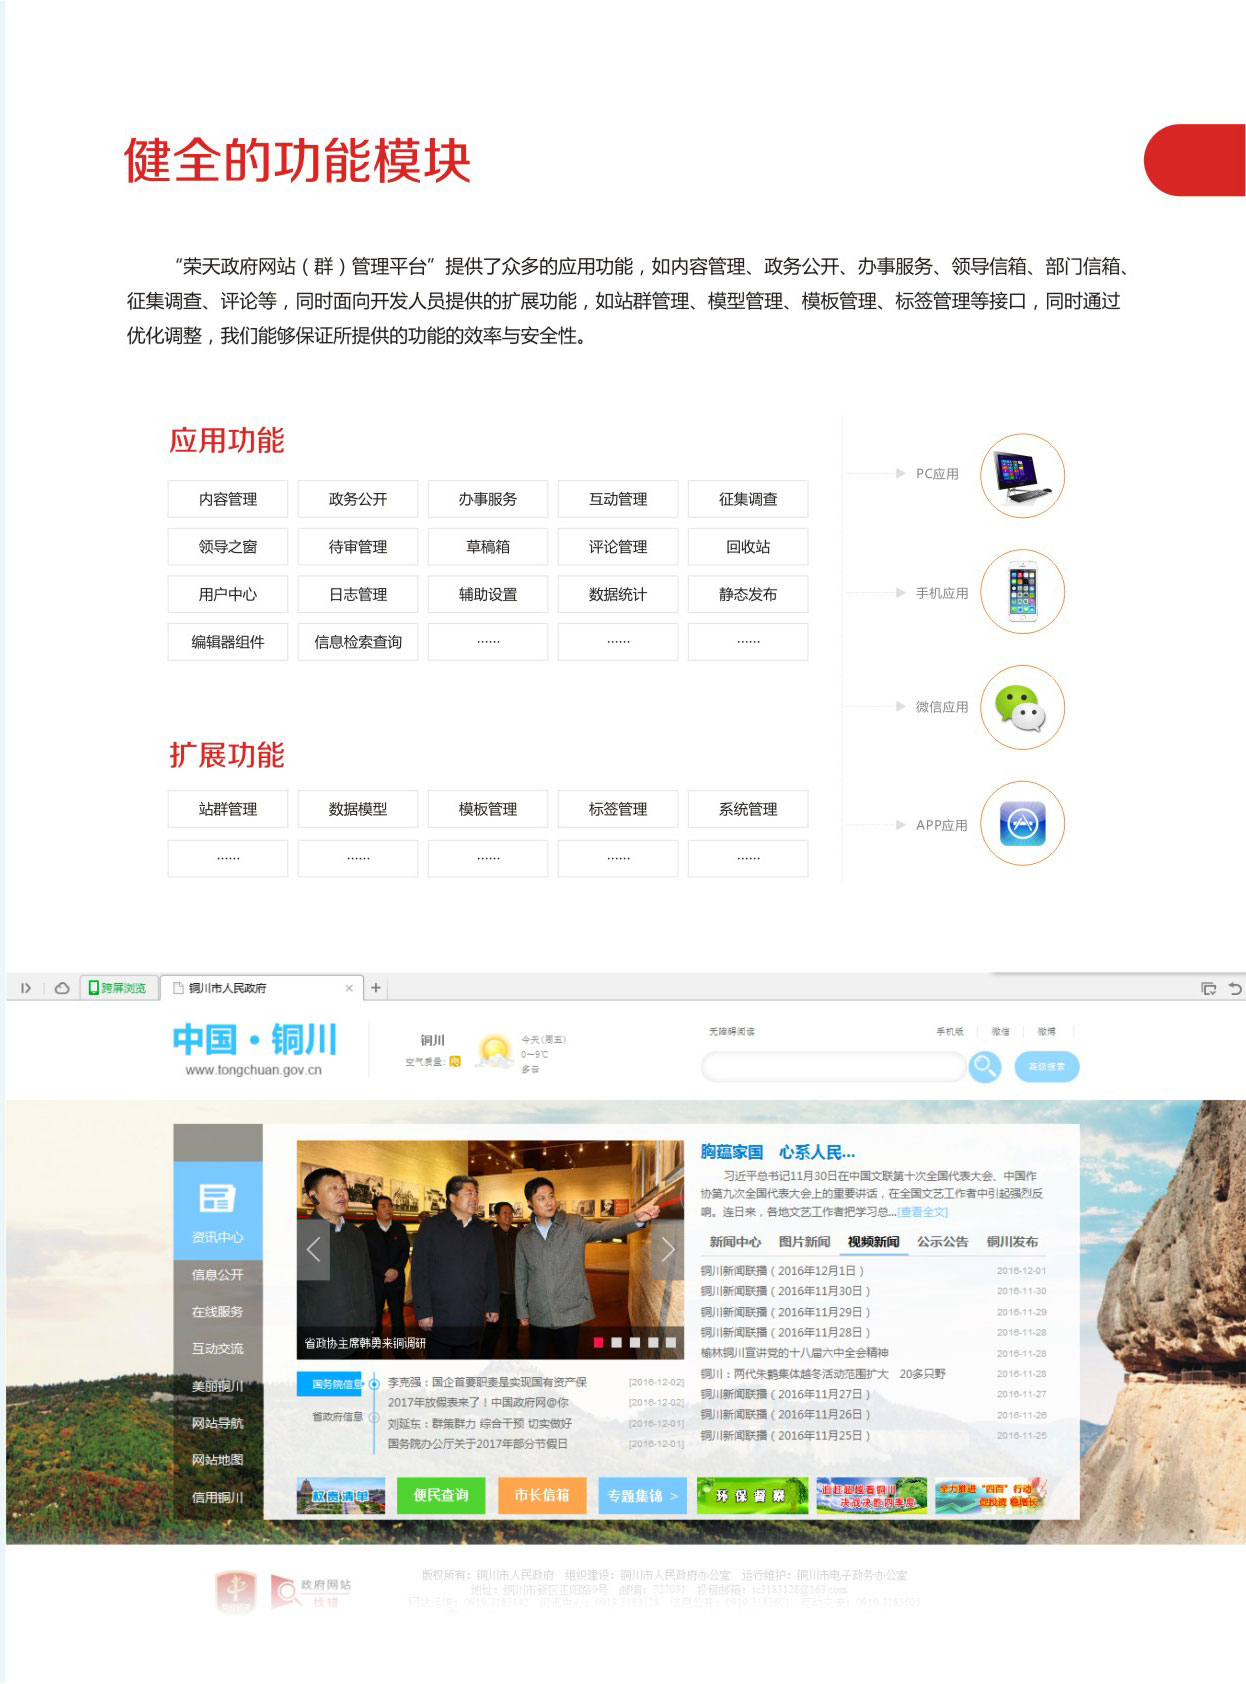 健全的功能模块
“荣天政府网站（群）管理平台”提供了众多的应用功能，如内容管理、政务公开、办事服务、领导信箱、部门信箱、
征集调查、评论等，同时面向开发人员提供的扩展功能，如站群管理、模型管理、模板管理、标签管理等接口，同时通过
优化调整，我们能够保证所提供的功能的效率与安全性。
应用功能
内容管理 政务公开 办事服务 互动管理 征集调查
领导之窗 待审管理 草稿箱 评论管理 回收站
用户中心 日志管理 辅助设置 数据统计 静态发布
编辑器组件 信息检索查询 ······ ······ ······
扩展功能
站群管理 数据模型 模板管理 标签管理 系统管理
······ ······ ······ ······ ······
PC应用
手机应用
微信应用
APP应用
跨屏浏览 铜川市人民政府
中国·铜川
www.tongchuan.gov.cn
铜川
空气质量：
今天(周五)
0~9℃
多云
无障碍阅读 手机版 微信 微博
高级搜索
资讯中心
信息公开
在线服务
互动交流
美丽铜川
网站导航
网站地图
信用铜川
省政协主席韩勇来铜调研
胸蕴家国 心系人民...
习近平总书记11月30日在中国文联第十次全国代表大会、中国作
协第九次全国代表大会上的重要讲话，在全国文艺工作者中引起强烈反
响。连日来，各地文艺工作者把学习总...[查看全文]
新闻中心 图片新闻 视频新闻 公示公告 铜川发布
铜川新闻联播（2016年12月1日） 2016-12-01
铜川新闻联播（2016年11月30日） 2016-11-30
铜川新闻联播（2016年11月29日） 2016-11-29
铜川新闻联播（2016年11月28日） 2016-11-28
榆林铜川宣讲党的十八届六中全会精神 2016-11-28
铜川：两代朱鹮集体越冬活动范围扩大 20多只野 2016-11-28
铜川新闻联播（2016年11月27日） 2016-11-27
铜川新闻联播（2016年11月26日） 2016-11-26
铜川新闻联播（2016年11月25日） 2016-11-25
国务院信息
省政府信息
李克强：国企首要职责是实现国有资产保 [2016-12-02]
2017年放假表来了！中国政府网@你 [2016-12-02]
刘延东：群策群力 综合干预 切实做好 [2016-12-01]
国务院办公厅关于2017年部分节假日 [2016-12-01]
权责清单 便民查询 市长信箱 专题集锦 > 环保督察
追赶超越看铜川
决战决胜四季度
全力推进“四百”行动
促投资 稳增长
政府网站
找错
版权所有：铜川市人民政府 组织建设：铜川市人民政府办公室 运行维护：铜川市电子政务办公室
地址：铜川市新区正阳路9号 邮编：727031 投稿邮箱：tc3183128@163.com